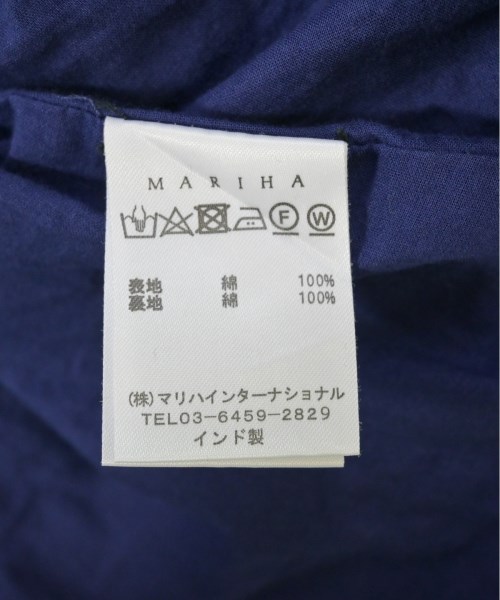 MARIHA
F W
表地 綿 100%
裏地 綿 100%
(株)マリハインターナショナル
TEL03-6459-2829
インド製